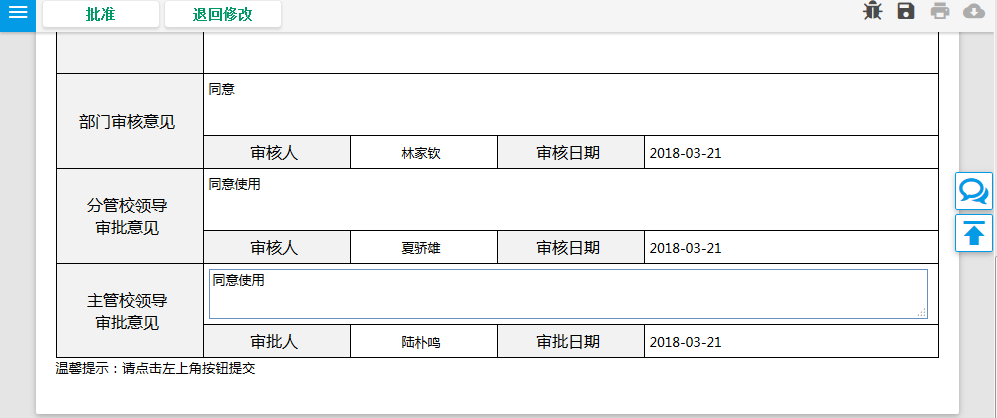 批准 退回修改
同意
部门审核意见
审核人 林家钦 审核日期 2018-03-21
同意使用
分管校领导
审批意见
审核人 夏骄雄 审核日期 2018-03-21
同意使用
主管校领导
审批意见
审批人 陆朴鸣 审批日期 2018-03-21
温馨提示：请点击左上角按钮提交